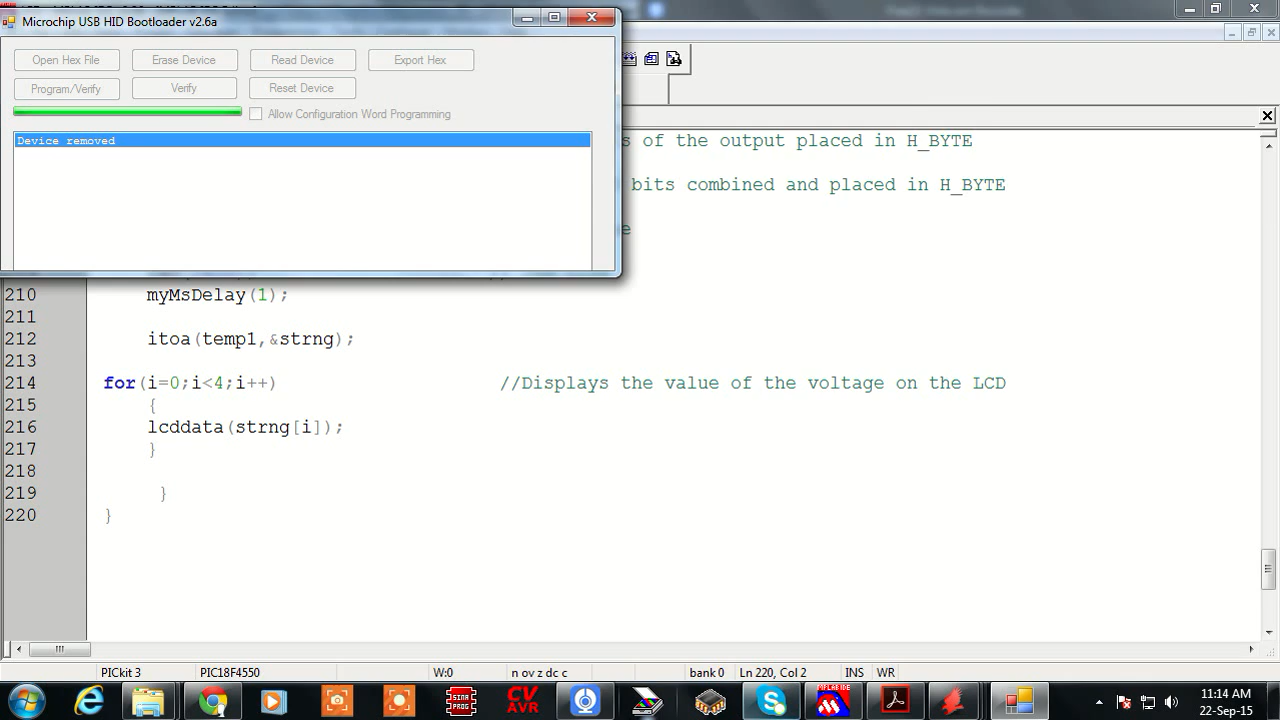 Microchip USB HID Bootloader v2.6a
Open Hex File Erase Device Read Device Export Hex
Program/Verify Verify Reset Device
Allow Configuration Word Programming
Device removed
s of the output placed in H_BYTE
bits combined and placed in H_BYTE
e
210 myMsDelay(1);
211
212 itoa(temp1,&strng);
213
214 for(i=0;i<4;i++) //Displays the value of the voltage on the LCD
215 {
216 lcddata(strng[i]);
217 }
218
219 }
220 }
PICkit 3 PIC18F4550 W:0 n ov z dc c bank 0 Ln 220, Col 2 INS WR
SINA PROG
CV AVR
MPLAB IDE
11:14 AM
22-Sep-15